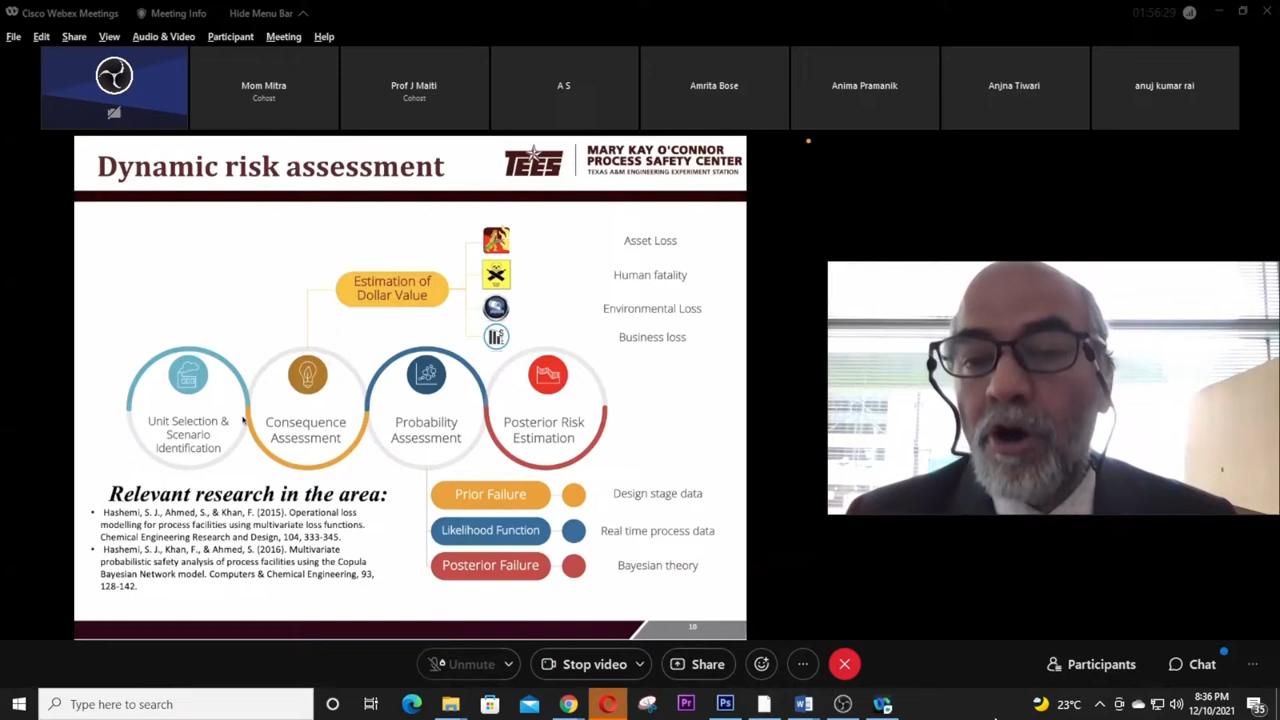 Cisco Webex Meetings
Meeting Info
Hide Menu Bar
01:56:29
File Edit Share View Audio & Video Participant Meeting Help
Mom Mitra
Cohost
Prof J Maiti
Cohost
A S
Amrita Bose
Anima Pramanik
Anjna Tiwari
anuj kumar rai
Dynamic risk assessment
TEES
MARY KAY O'CONNOR
PROCESS SAFETY CENTER
TEXAS A&M ENGINEERING EXPERIMENT STATION
Estimation of
Dollar Value
Asset Loss
Human fatality
Environmental Loss
Business loss
Unit Selection &
Scenario
Identification
Consequence
Assessment
Probability
Assessment
Posterior Risk
Estimation
Relevant research in the area:
• Hashemi, S. J., Ahmed, S., & Khan, F. (2015). Operational loss
modelling for process facilities using multivariate loss functions.
Chemical Engineering Research and Design, 104, 333-345.
• Hashemi, S. J., Khan, F., & Ahmed, S. (2016). Multivariate
probabilistic safety analysis of process facilities using the Copula
Bayesian Network model. Computers & Chemical Engineering, 93,
128-142.
Prior Failure
Design stage data
Likelihood Function
Real time process data
Posterior Failure
Bayesian theory
Unmute
Stop video
Share
Participants
Chat
Type here to search
Pr
Ps
23°C
8:36 PM
12/10/2021
35